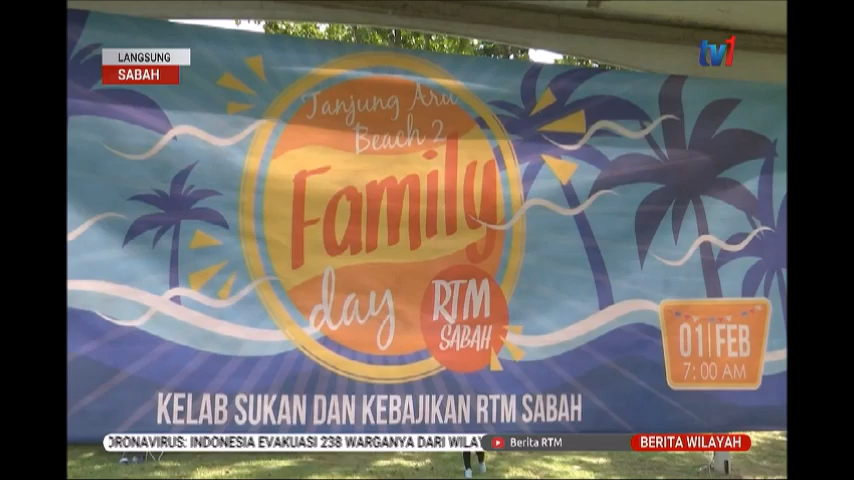 LANGSUNG
SABAH
tv1
Tanjung Aru
Beach 2
Family
day
RTM
SABAH
01 | FEB
7:00 AM
KELAB SUKAN DAN KEBAJIKAN RTM SABAH
ORONAVIRUS: INDONESIA EVAKUASI 238 WARGANYA DARI WILAY
Berita RTM
BERITA WILAYAH